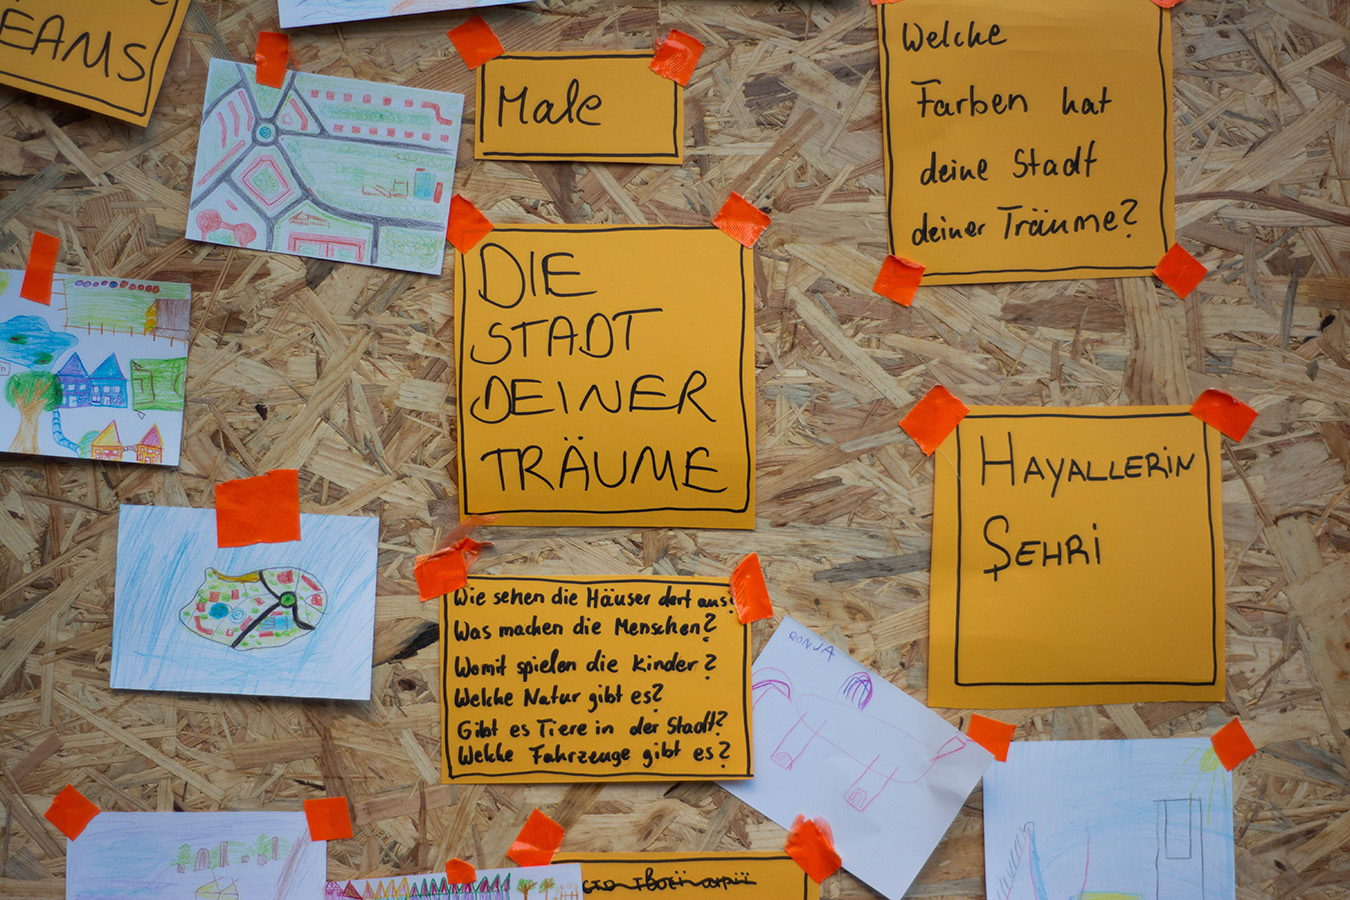 EAMS
Male
Welche
Farben hat
deine Stadt
deiner Träume?
DIE
STADT
DEINER
TRÄUME
HAYALLERİN
ŞEHRİ
Wie sehen die Häuser dort aus?
Was machen die Menschen?
Womit spielen die Kinder?
Welche Natur gibt es?
Gibt es Tiere in der Stadt?
Welche Fahrzeuge gibt es?
RONJA